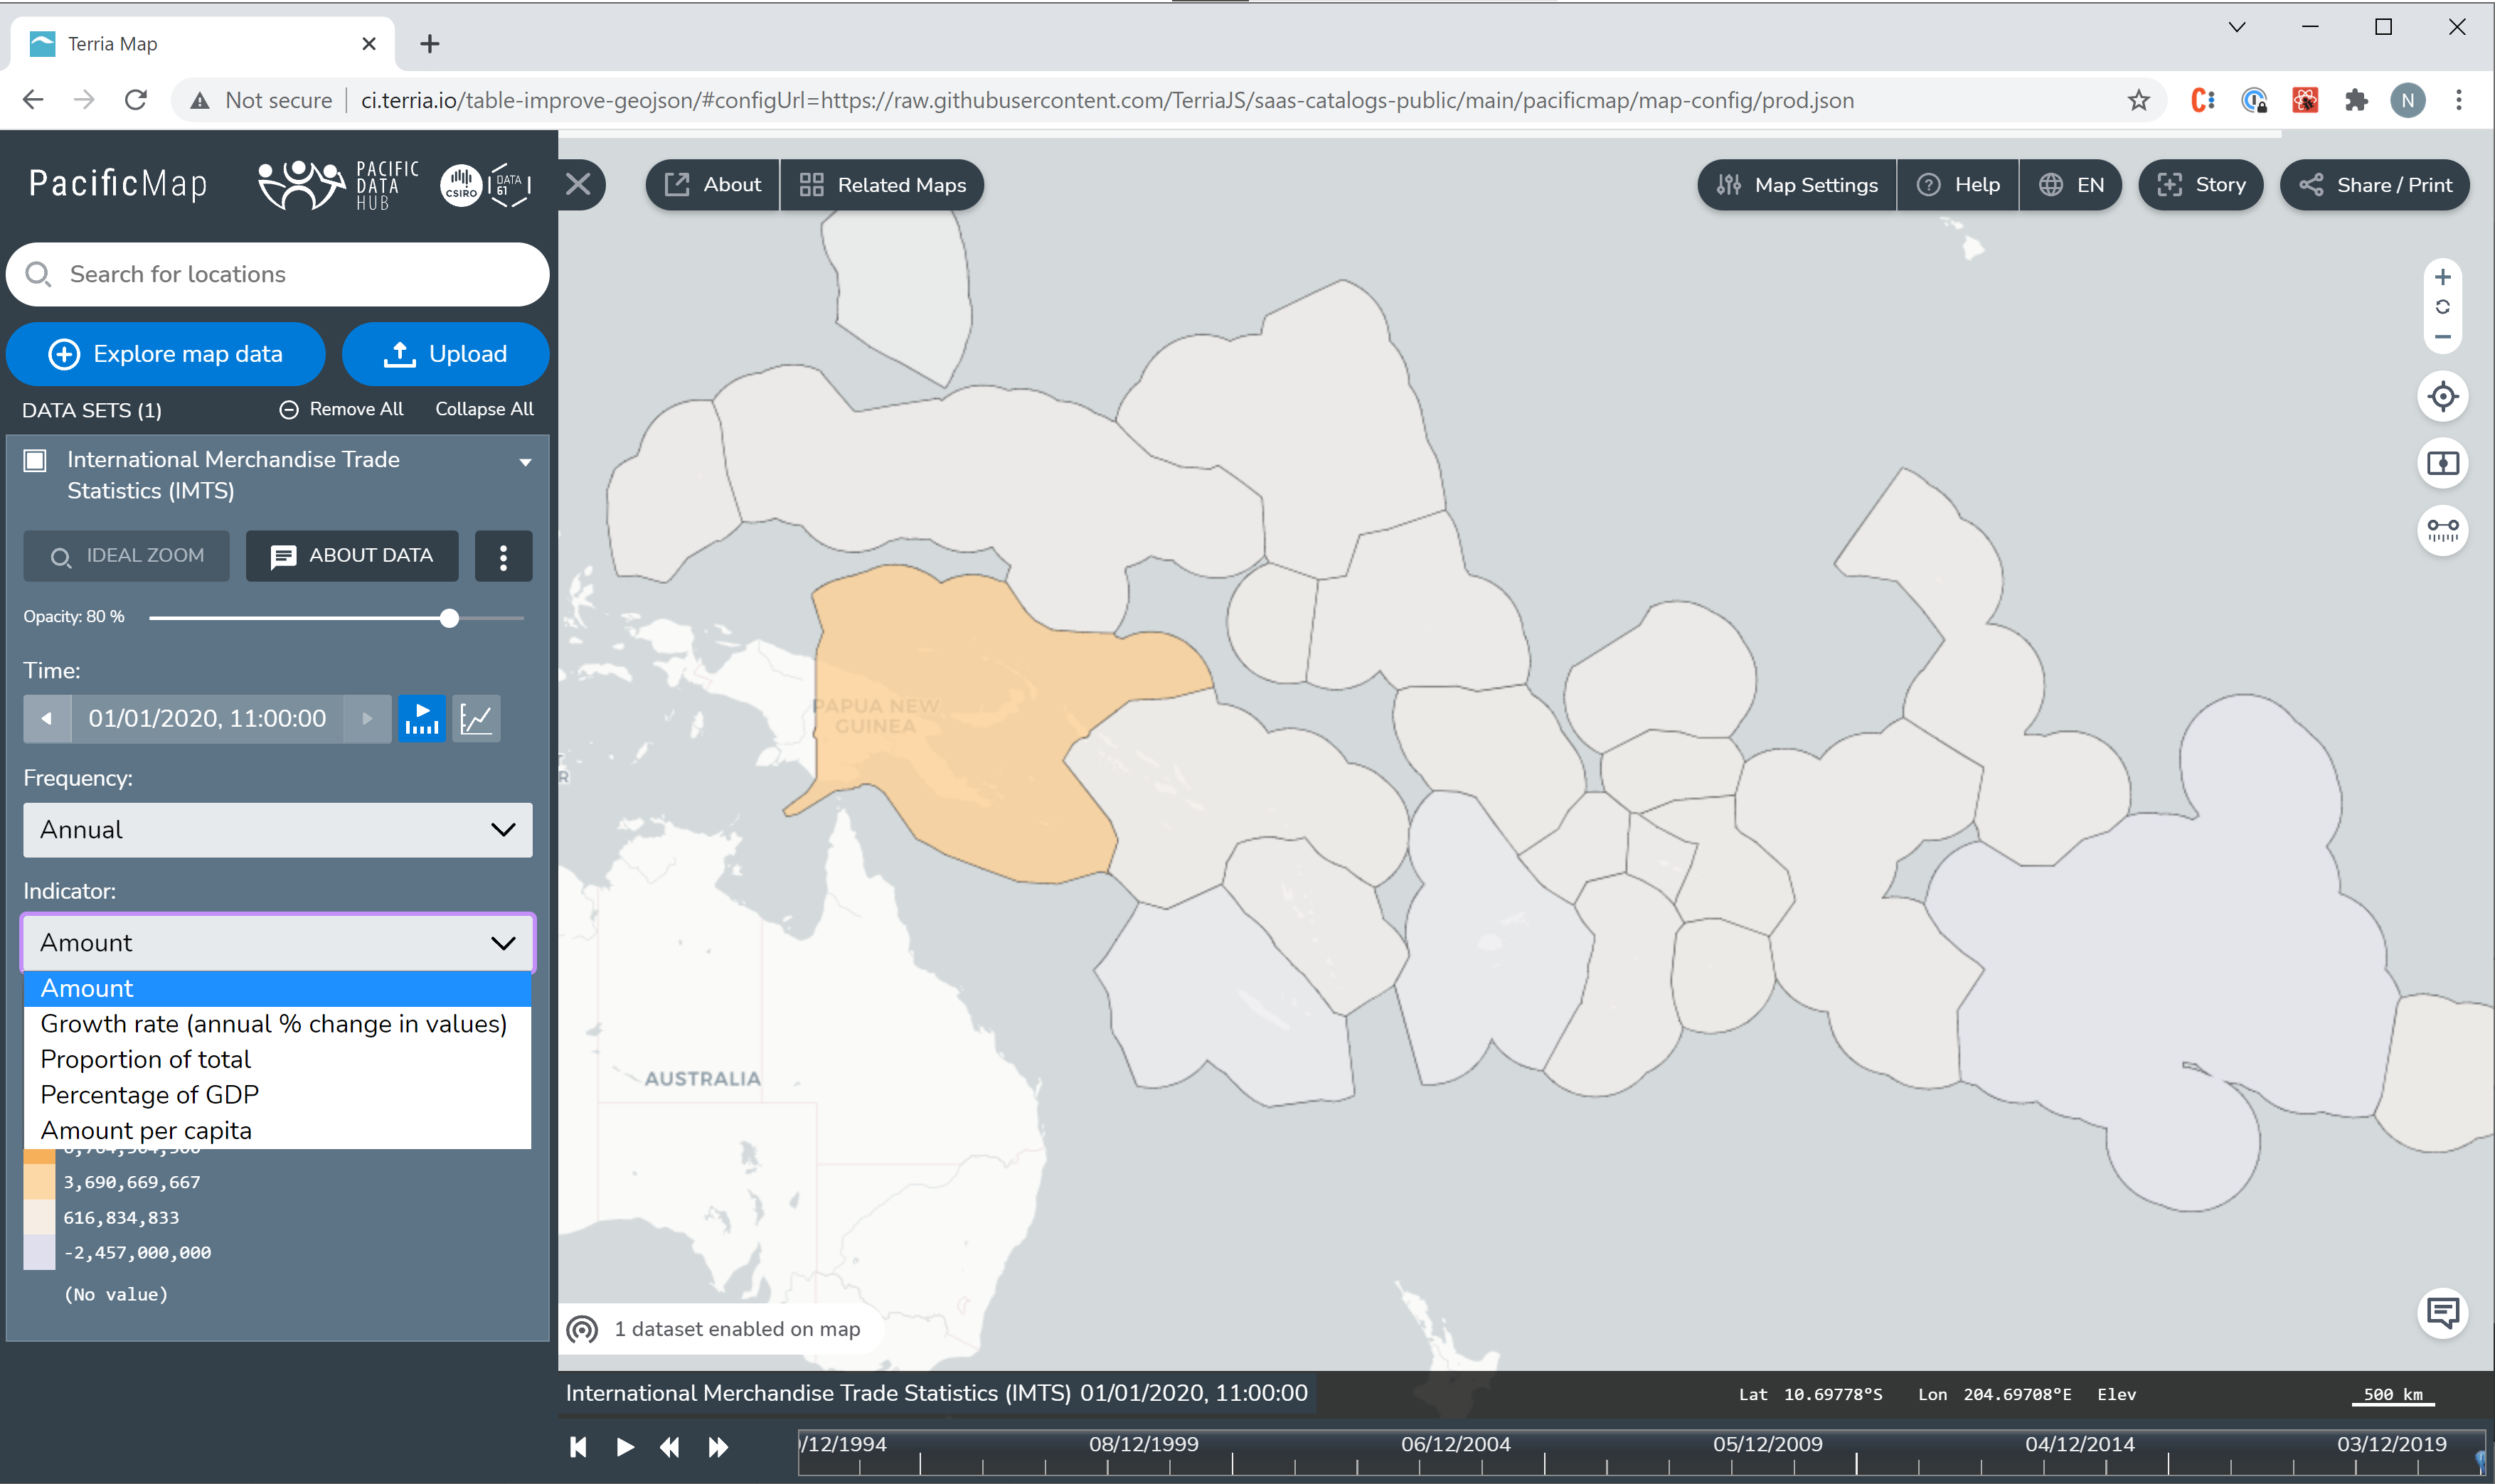 Terria Map
Not secure
ci.terria.io/table-improve-geojson/#configUrl=https://raw.githubusercontent.com/TerriaJS/saas-catalogs-public/main/pacificmap/map-config/prod.json
N
PacificMap
PACIFIC
DATA
HUB
CSIRO
DATA
61
About
Related Maps
Map Settings
Help
EN
Story
Share / Print
Search for locations
Explore map data
Upload
DATA SETS (1)
Remove All
Collapse All
International Merchandise Trade
Statistics (IMTS)
IDEAL ZOOM
ABOUT DATA
Opacity: 80 %
Time:
01/01/2020, 11:00:00
Frequency:
Annual
Indicator:
Amount
Amount
Growth rate (annual % change in values)
Proportion of total
Percentage of GDP
Amount per capita
3,690,669,667
616,834,833
-2,457,000,000
(No value)
PAPUA NEW
GUINEA
R
AUSTRALIA
1 dataset enabled on map
International Merchandise Trade Statistics (IMTS) 01/01/2020, 11:00:00
Lat 10.69778°S Lon 204.69708°E Elev
500 km
/12/1994
08/12/1999
06/12/2004
05/12/2009
04/12/2014
03/12/2019